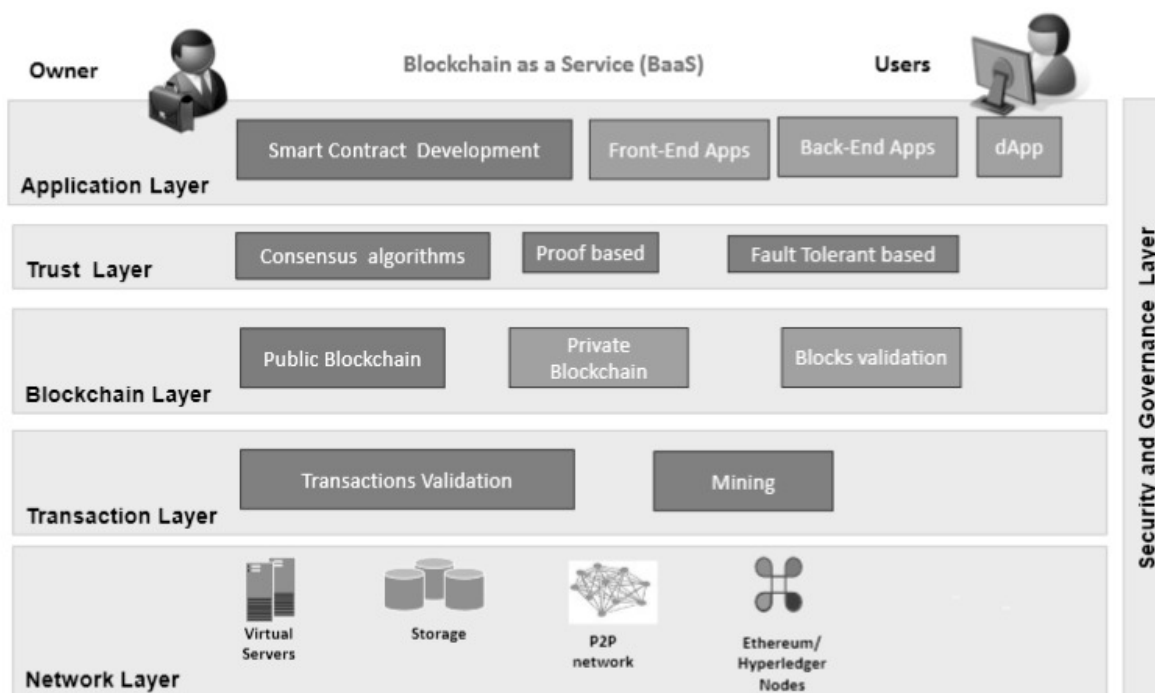 Owner
Blockchain as a Service (BaaS)
Users
Smart Contract Development
Front-End Apps
Back-End Apps
dApp
Application Layer
Consensus algorithms
Proof based
Fault Tolerant based
Trust Layer
Public Blockchain
Private
Blockchain
Blocks validation
Blockchain Layer
Transactions Validation
Mining
Transaction Layer
Virtual
Servers
Storage
P2P
network
Ethereum/
Hyperledger
Nodes
Network Layer
Security and Governance Layer